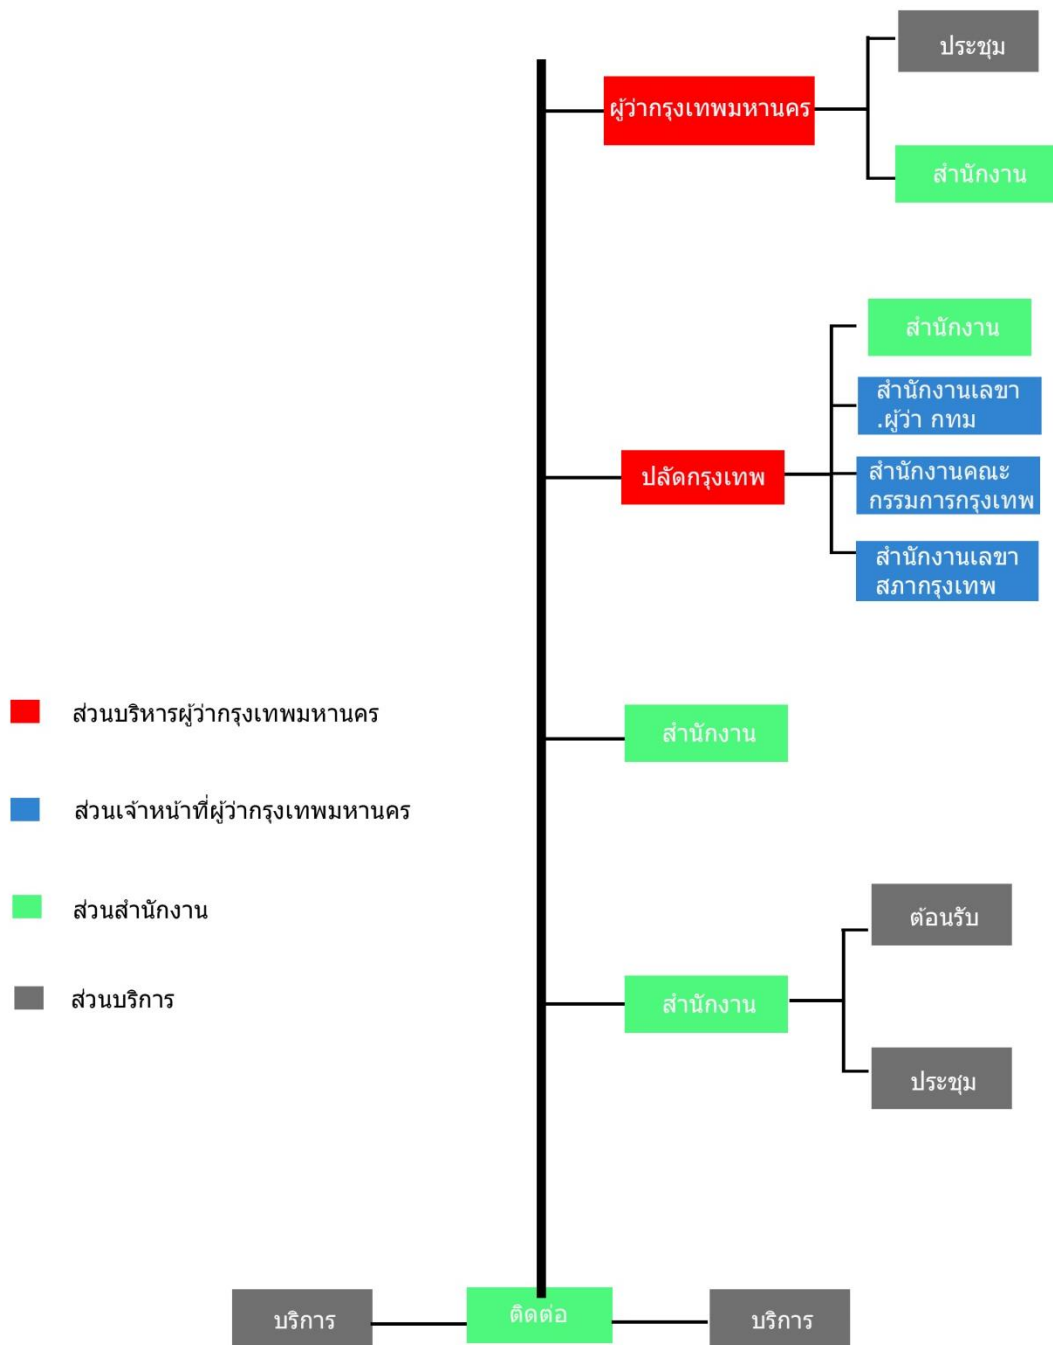 ประชุม
ผู้ว่ากรุงเทพมหานคร
สำนักงาน
สำนักงาน
สำนักงานเลขา
.ผู้ว่า กทม
ปลัดกรุงเทพ
สำนักงานคณะ
กรรมการกรุงเทพ
สำนักงานเลขา
สภากรุงเทพ
ส่วนบริหารผู้ว่ากรุงเทพมหานคร
สำนักงาน
ส่วนเจ้าหน้าที่ผู้ว่ากรุงเทพมหานคร
ส่วนสำนักงาน
ต้อนรับ
ส่วนบริการ
สำนักงาน
ประชุม
บริการ
ติดต่อ
บริการ